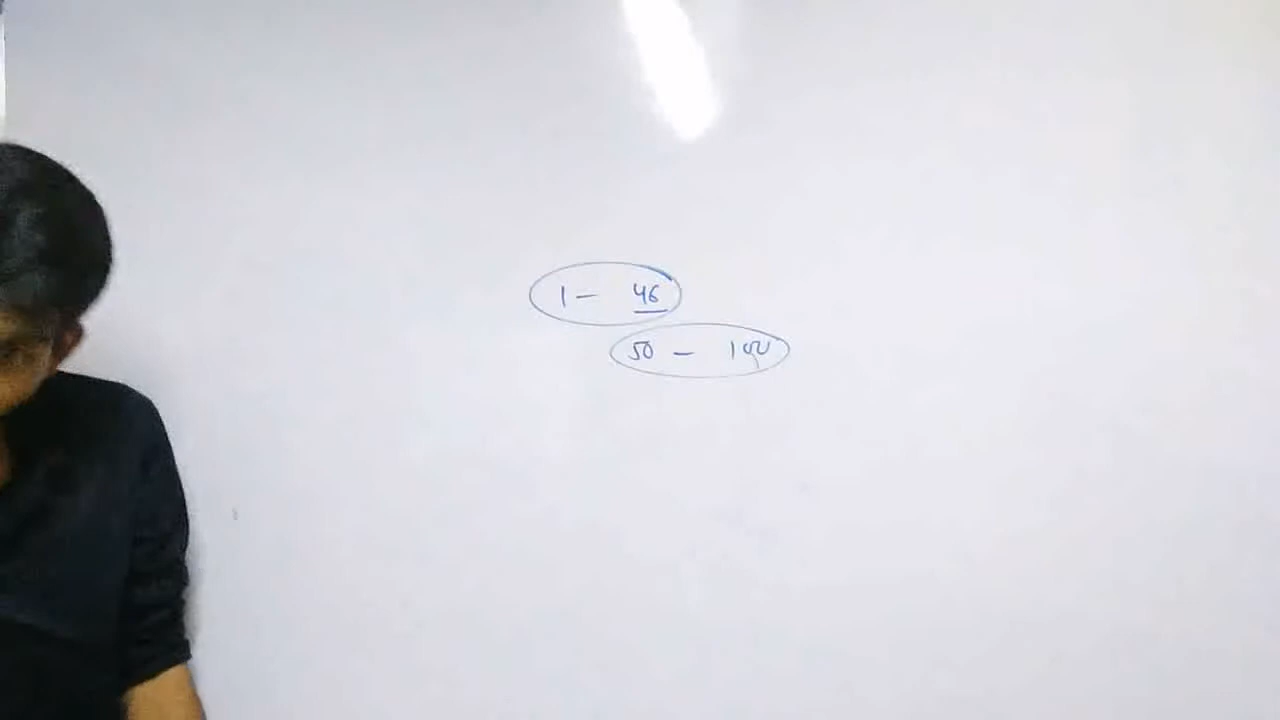 1 – 46
50 – 100